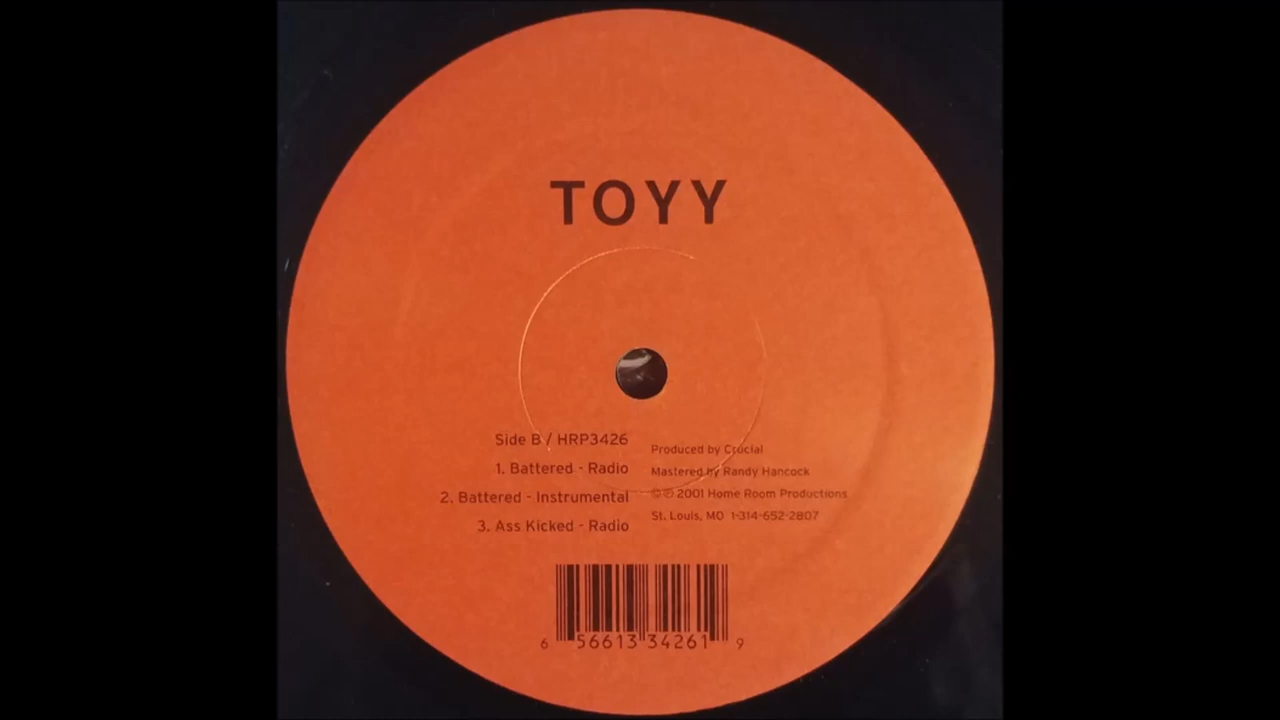 TOYY
Side B / HRP3426
1. Battered - Radio
2. Battered - Instrumental
3. Ass Kicked - Radio
Produced by Crucial
Mastered by Randy Hancock
©℗ 2001 Home Room Productions
St. Louis, MO 1-314-652-2807
6 56613 34261 9